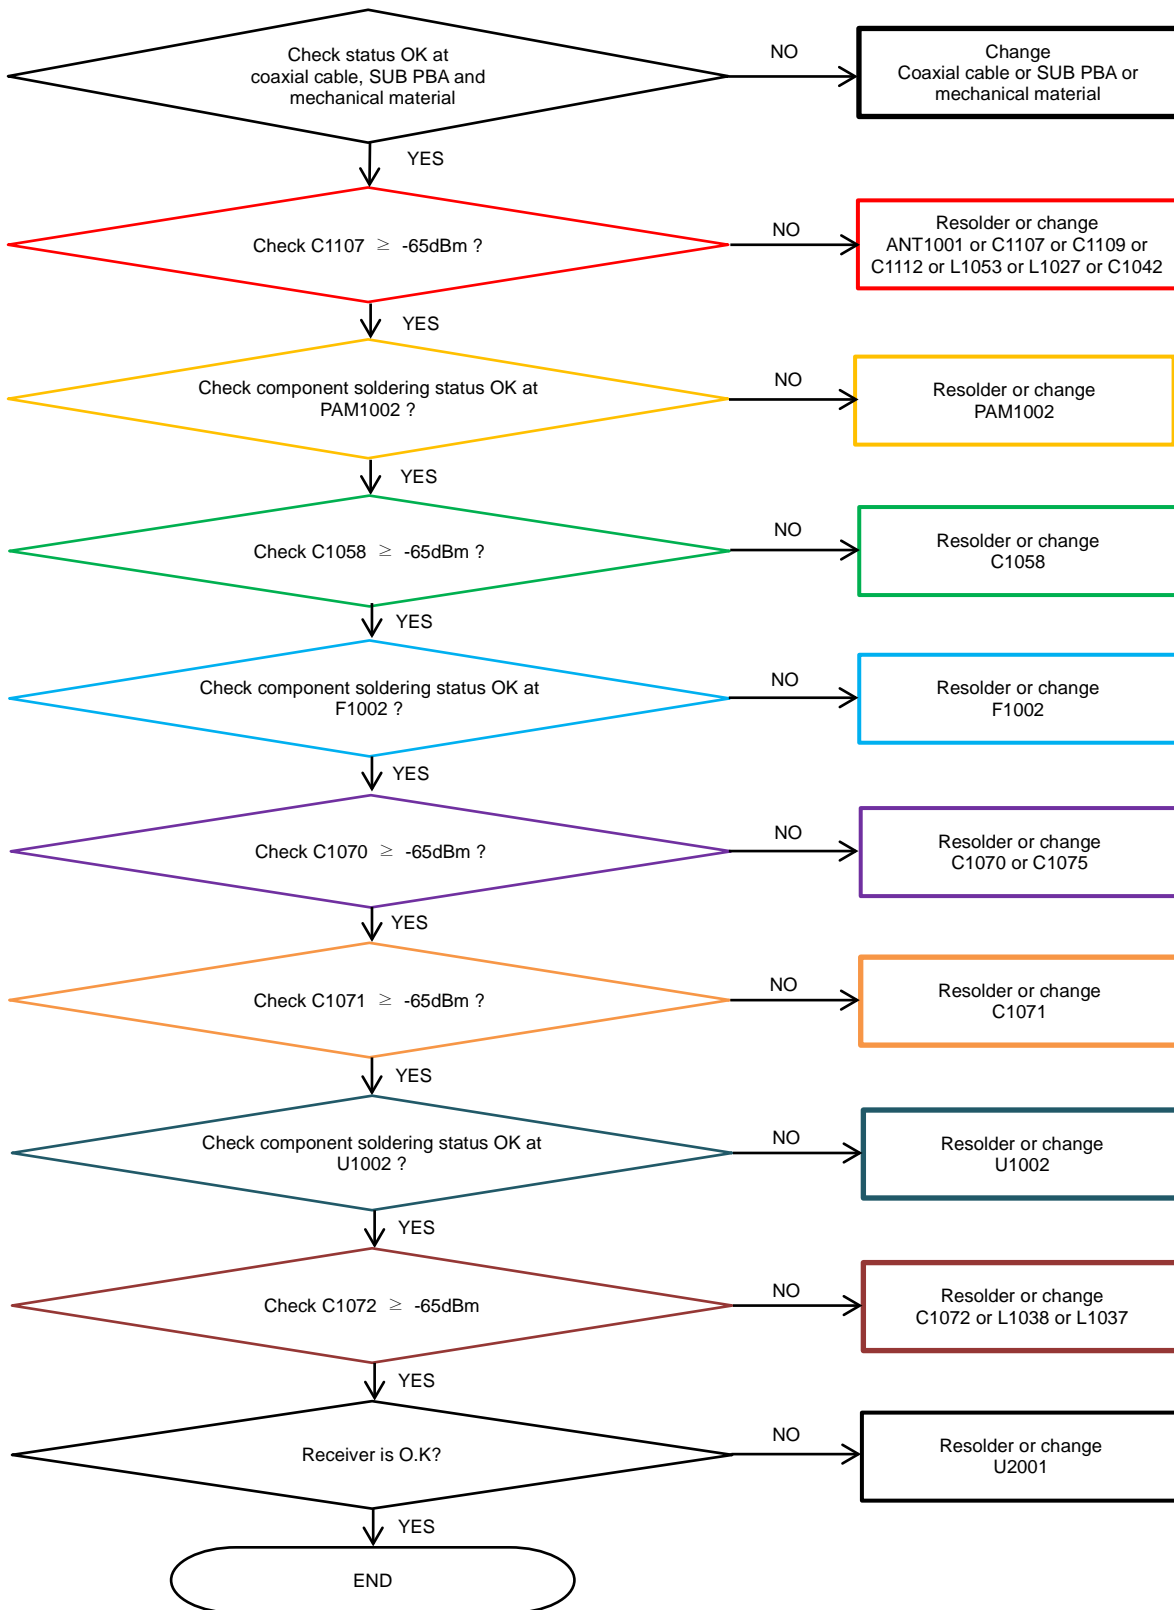 Check status OK at
coaxial cable, SUB PBA and
mechanical material
NO
Change
Coaxial cable or SUB PBA or
mechanical material
YES
Check C1107 ≥ -65dBm ?
NO
Resolder or change
ANT1001 or C1107 or C1109 or
C1112 or L1053 or L1027 or C1042
YES
Check component soldering status OK at
PAM1002 ?
NO
Resolder or change
PAM1002
YES
Check C1058 ≥ -65dBm ?
NO
Resolder or change
C1058
YES
Check component soldering status OK at
F1002 ?
NO
Resolder or change
F1002
YES
Check C1070 ≥ -65dBm ?
NO
Resolder or change
C1070 or C1075
YES
Check C1071 ≥ -65dBm ?
NO
Resolder or change
C1071
YES
Check component soldering status OK at
U1002 ?
NO
Resolder or change
U1002
YES
Check C1072 ≥ -65dBm
NO
Resolder or change
C1072 or L1038 or L1037
YES
Receiver is O.K?
NO
Resolder or change
U2001
YES
END